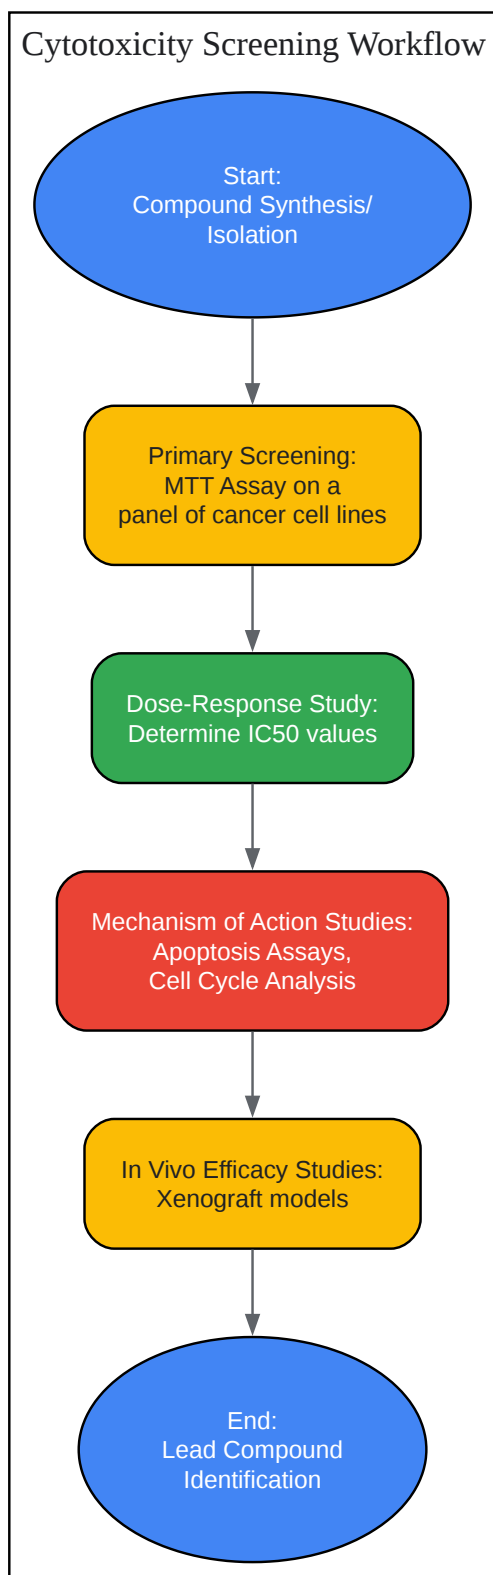 Cytotoxicity Screening Workflow
Start:
Compound Synthesis/
Isolation
Primary Screening:
MTT Assay on a
panel of cancer cell lines
Dose-Response Study:
Determine IC50 values
Mechanism of Action Studies:
Apoptosis Assays,
Cell Cycle Analysis
In Vivo Efficacy Studies:
Xenograft models
End:
Lead Compound
Identification